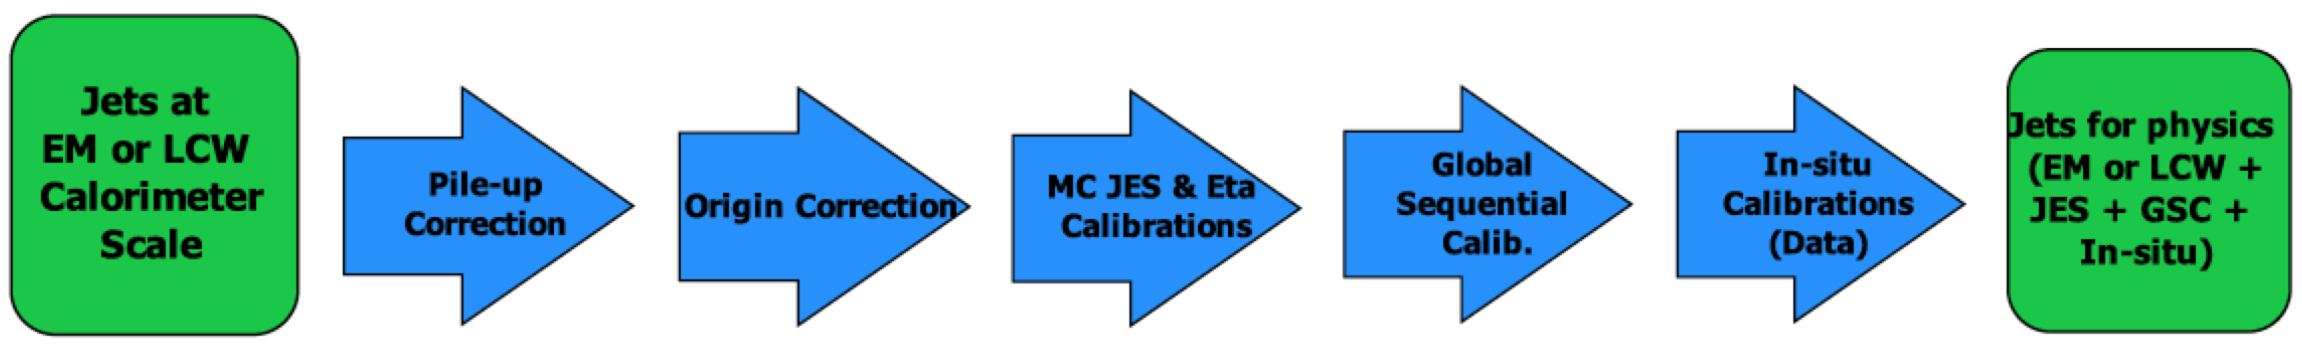 Jets at
EM or LCW
Calorimeter
Scale
Pile-up
Correction
Origin Correction
MC JES & Eta
Calibrations
Global
Sequential
Calib.
In-situ
Calibrations
(Data)
Jets for physics
(EM or LCW +
JES + GSC +
In-situ)